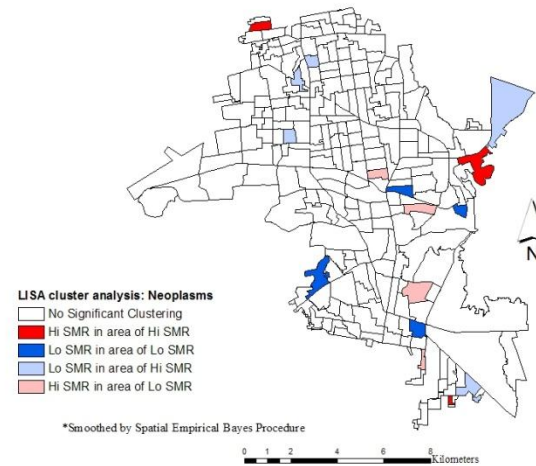 N
LISA cluster analysis: Neoplasms
No Significant Clustering
Hi SMR in area of Hi SMR
Lo SMR in area of Lo SMR
Lo SMR in area of Hi SMR
Hi SMR in area of Lo SMR
*Smoothed by Spatial Empirical Bayes Procedure
0 1 2 4 6 8
Kilometers